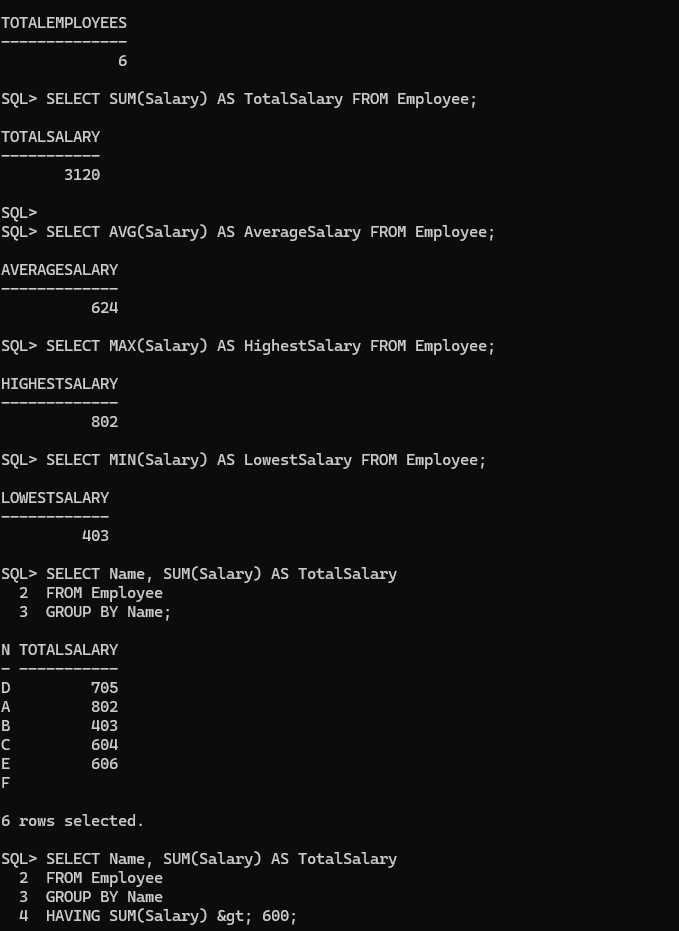 TOTALEMPLOYEES
--------------
             6

SQL> SELECT SUM(Salary) AS TotalSalary FROM Employee;

TOTALSALARY
-----------
       3120

SQL>
SQL> SELECT AVG(Salary) AS AverageSalary FROM Employee;

AVERAGESALARY
-------------
          624

SQL> SELECT MAX(Salary) AS HighestSalary FROM Employee;

HIGHESTSALARY
-------------
          802

SQL> SELECT MIN(Salary) AS LowestSalary FROM Employee;

LOWESTSALARY
------------
         403

SQL> SELECT Name, SUM(Salary) AS TotalSalary
  2  FROM Employee
  3  GROUP BY Name;

N TOTALSALARY
- -----------
D         705
A         802
B         403
C         604
E         606
F

6 rows selected.

SQL> SELECT Name, SUM(Salary) AS TotalSalary
  2  FROM Employee
  3  GROUP BY Name
  4  HAVING SUM(Salary) &gt; 600;